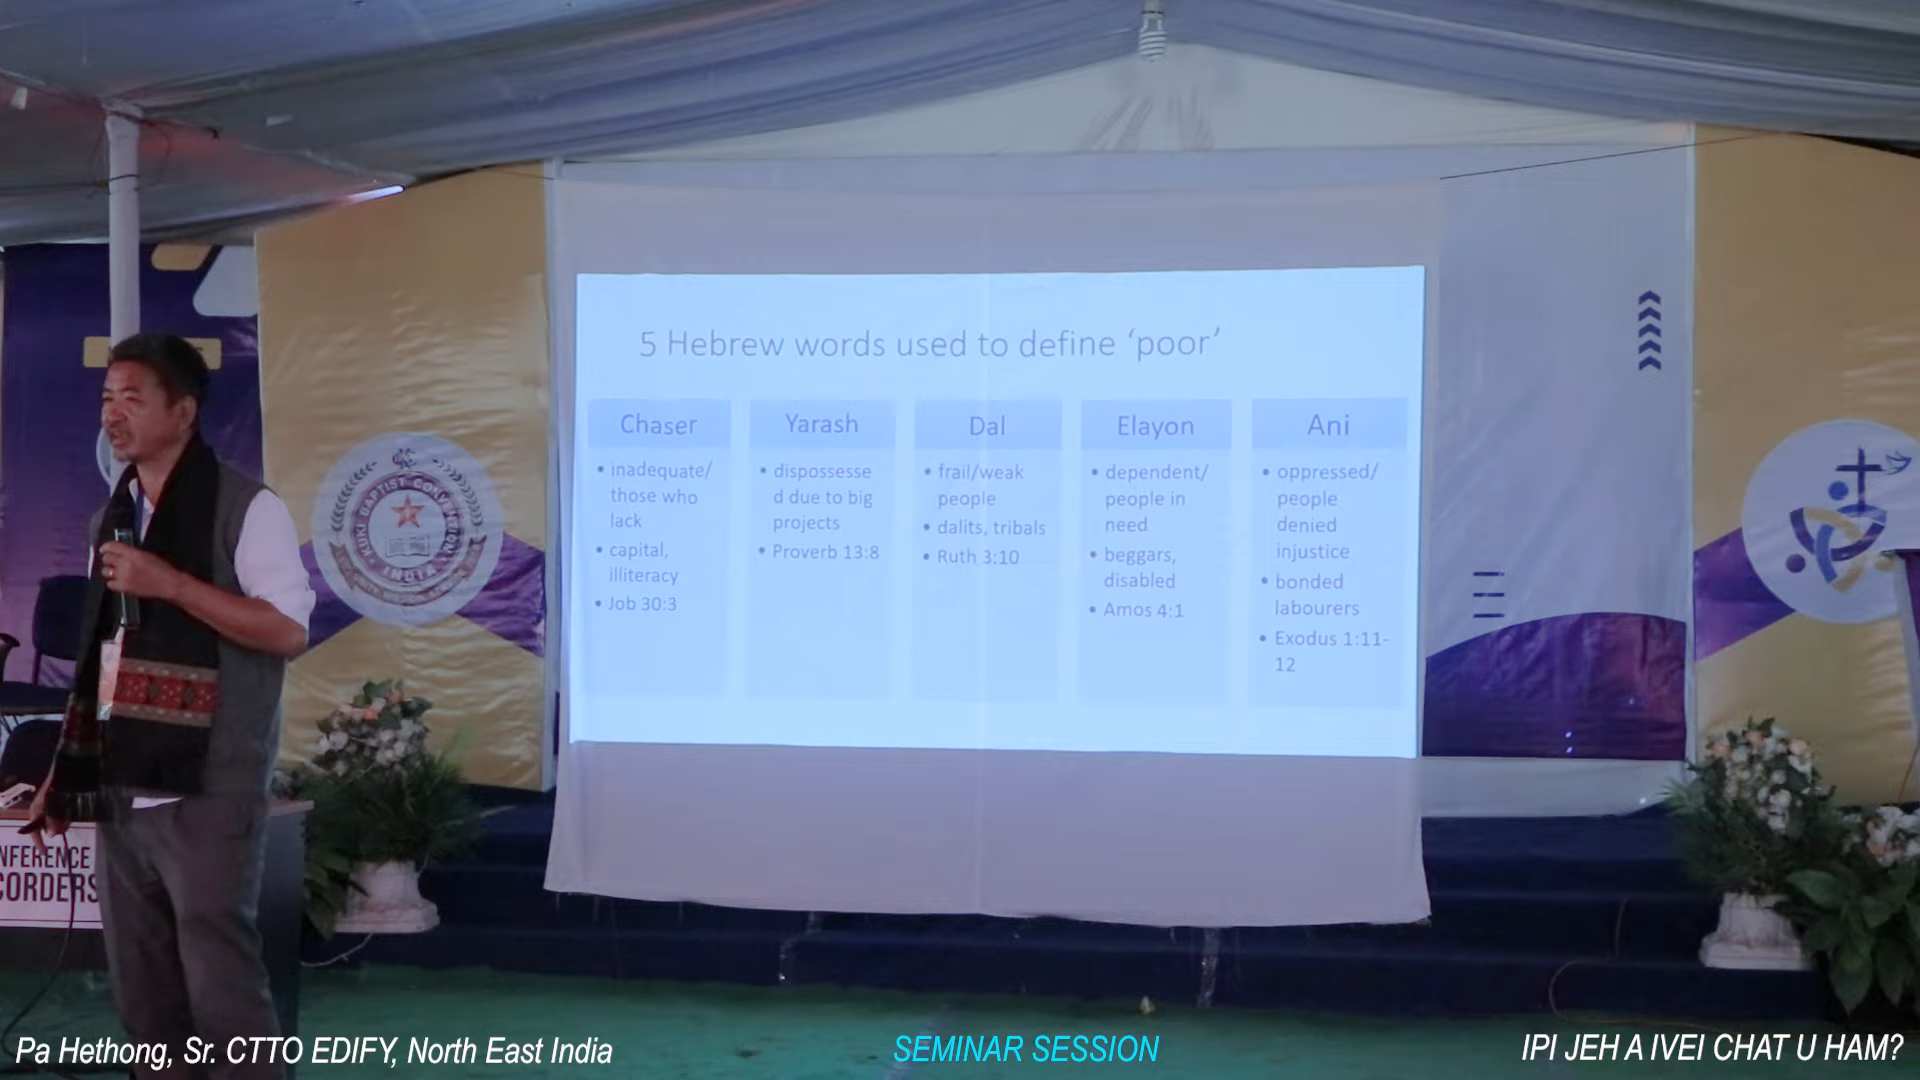 5 Hebrew words used to define ‘poor’
Chaser
• inadequate/
those who
lack
• capital,
illiteracy
• Job 30:3
Yarash
• dispossesse
d due to big
projects
• Proverb 13:8
Dal
• frail/weak
people
• dalits, tribals
• Ruth 3:10
Elayon
• dependent/
people in
need
• beggars,
disabled
• Amos 4:1
Ani
• oppressed/
people
denied
injustice
• bonded
labourers
• Exodus 1:11-
12
KUKI BAPTIST CONVENTION
INDIA
NFERENCE
CORDERS
Pa Hethong, Sr. CTTO EDIFY, North East India
SEMINAR SESSION
IPI JEH A IVEI CHAT U HAM?